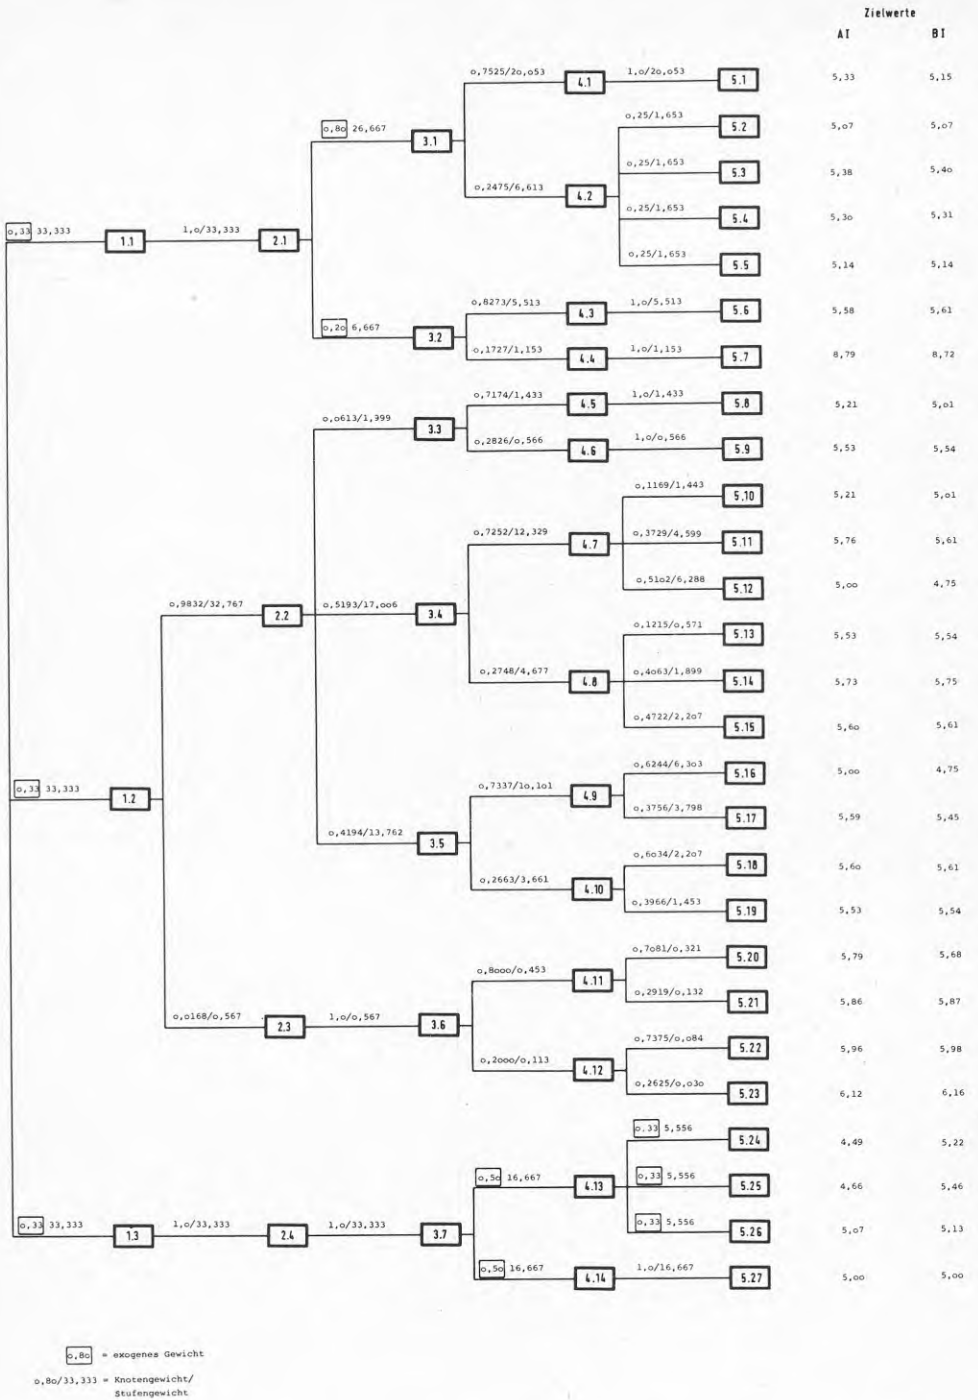 Zielwerte
AI BI
o,7525/2o,o53 4.1 1,o/2o,o53 5.1 5,33 5,15
o,25/1,653 5.2 5,o7 5,o7
o,8o 26,667 3.1
o,25/1,653 5.3 5,38 5,4o
o,2475/6,613 4.2
o,25/1,653 5.4 5,3o 5,31
o,33 33,333 1.1 1,o/33,333 2.1
o,25/1,653 5.5 5,14 5,14
o,8273/5,513 4.3 1,o/5,513 5.6 5,58 5,61
o,2o 6,667 3.2
o,1727/1,153 4.4 1,o/1,153 5.7 8,79 8,72
o,7174/1,433 4.5 1,o/1,433 5.8 5,21 5,o1
o,o613/1,999 3.3
o,2826/o,566 4.6 1,o/o,566 5.9 5,53 5,54
o,1169/1,443 5.10 5,21 5,o1
o,7252/12,329 4.7 o,3729/4,599 5.11 5,76 5,61
o,51o2/6,288 5.12 5,oo 4,75
o,9832/32,767 2.2 o,5193/17,oo6 3.4
o,1215/o,571 5.13 5,53 5,54
o,2748/4,677 4.8 o,4o63/1,899 5.14 5,73 5,75
o,4722/2,2o7 5.15 5,6o 5,61
o,6244/6,3o3 5.16 5,oo 4,75
o,33 33,333 1.2
o,7337/1o,1o1 4.9
o,3756/3,798 5.17 5,59 5,45
o,4194/13,762 3.5
o,6o34/2,2o7 5.18 5,6o 5,61
o,2663/3,661 4.10
o,3966/1,453 5.19 5,53 5,54
o,7o81/o,321 5.20 5,79 5,68
o,8ooo/o,453 4.11
o,2919/o,132 5.21 5,86 5,87
o,o168/o,567 2.3 1,o/o,567 3.6
o,7375/o,o84 5.22 5,96 5,98
o,2ooo/o,113 4.12
o,2625/o,o3o 5.23 6,12 6,16
o.33 5,556 5.24 4,49 5,22
o,5o 16,667 4.13 o,33 5,556 5.25 4,66 5,46
o,33 5,556 5.26 5,o7 5,13
o,33 33,333 1.3 1,o/33,333 2.4 1,o/33,333 3.7
o,5o 16,667 4.14 1,o/16,667 5.27 5,oo 5,oo
o,8o = exogenes Gewicht
o,8o/33,333 = Knotengewicht/
Stufengewicht